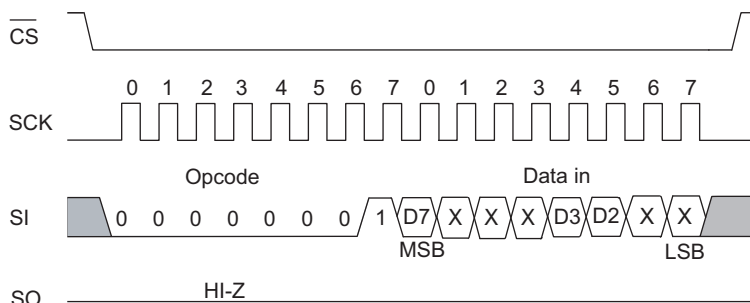 CS
0 1 2 3 4 5 6 7 0 1 2 3 4 5 6 7
SCK
Opcode Data in
SI 0 0 0 0 0 0 0 1 D7 X X X D3 D2 X X
MSB LSB
HI-Z
SO